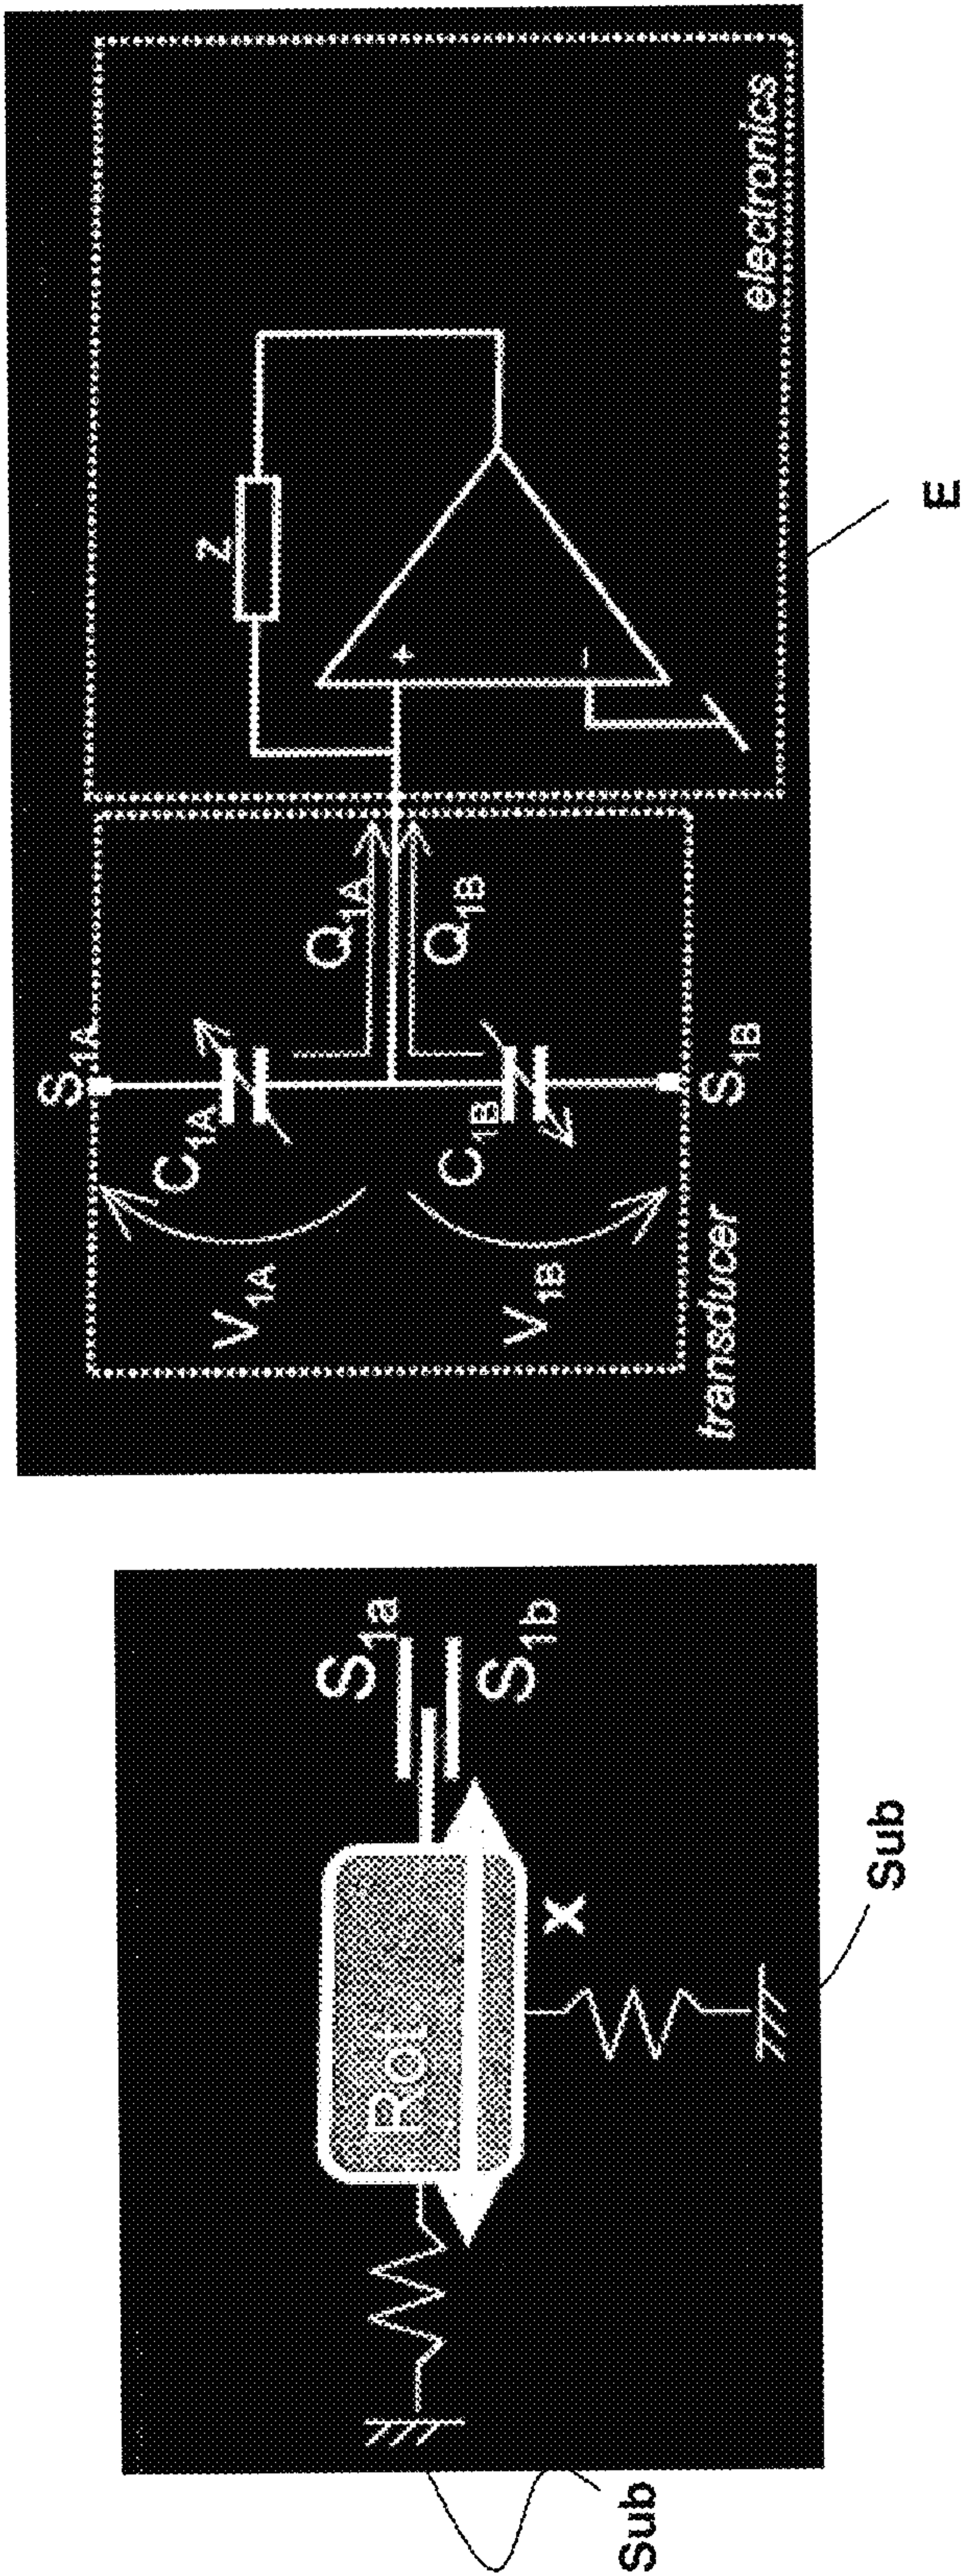 Sub
Rot
X
S1a
S1b
Sub
transducer
V1A
V1B
C1A
C1B
S1A
S1B
Q1A
Q1B
Z
+
-
electronics
E